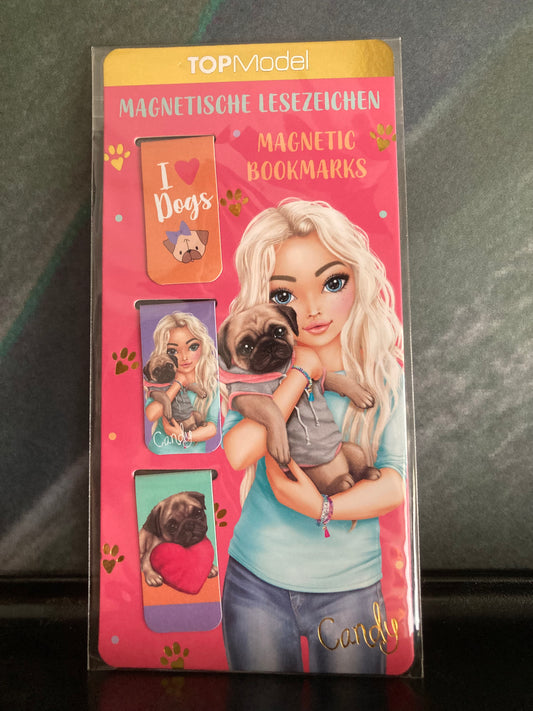 TOPModel
MAGNETISCHE LESEZEICHEN
MAGNETIC
BOOKMARKS
I
Dogs
Candy
Candy